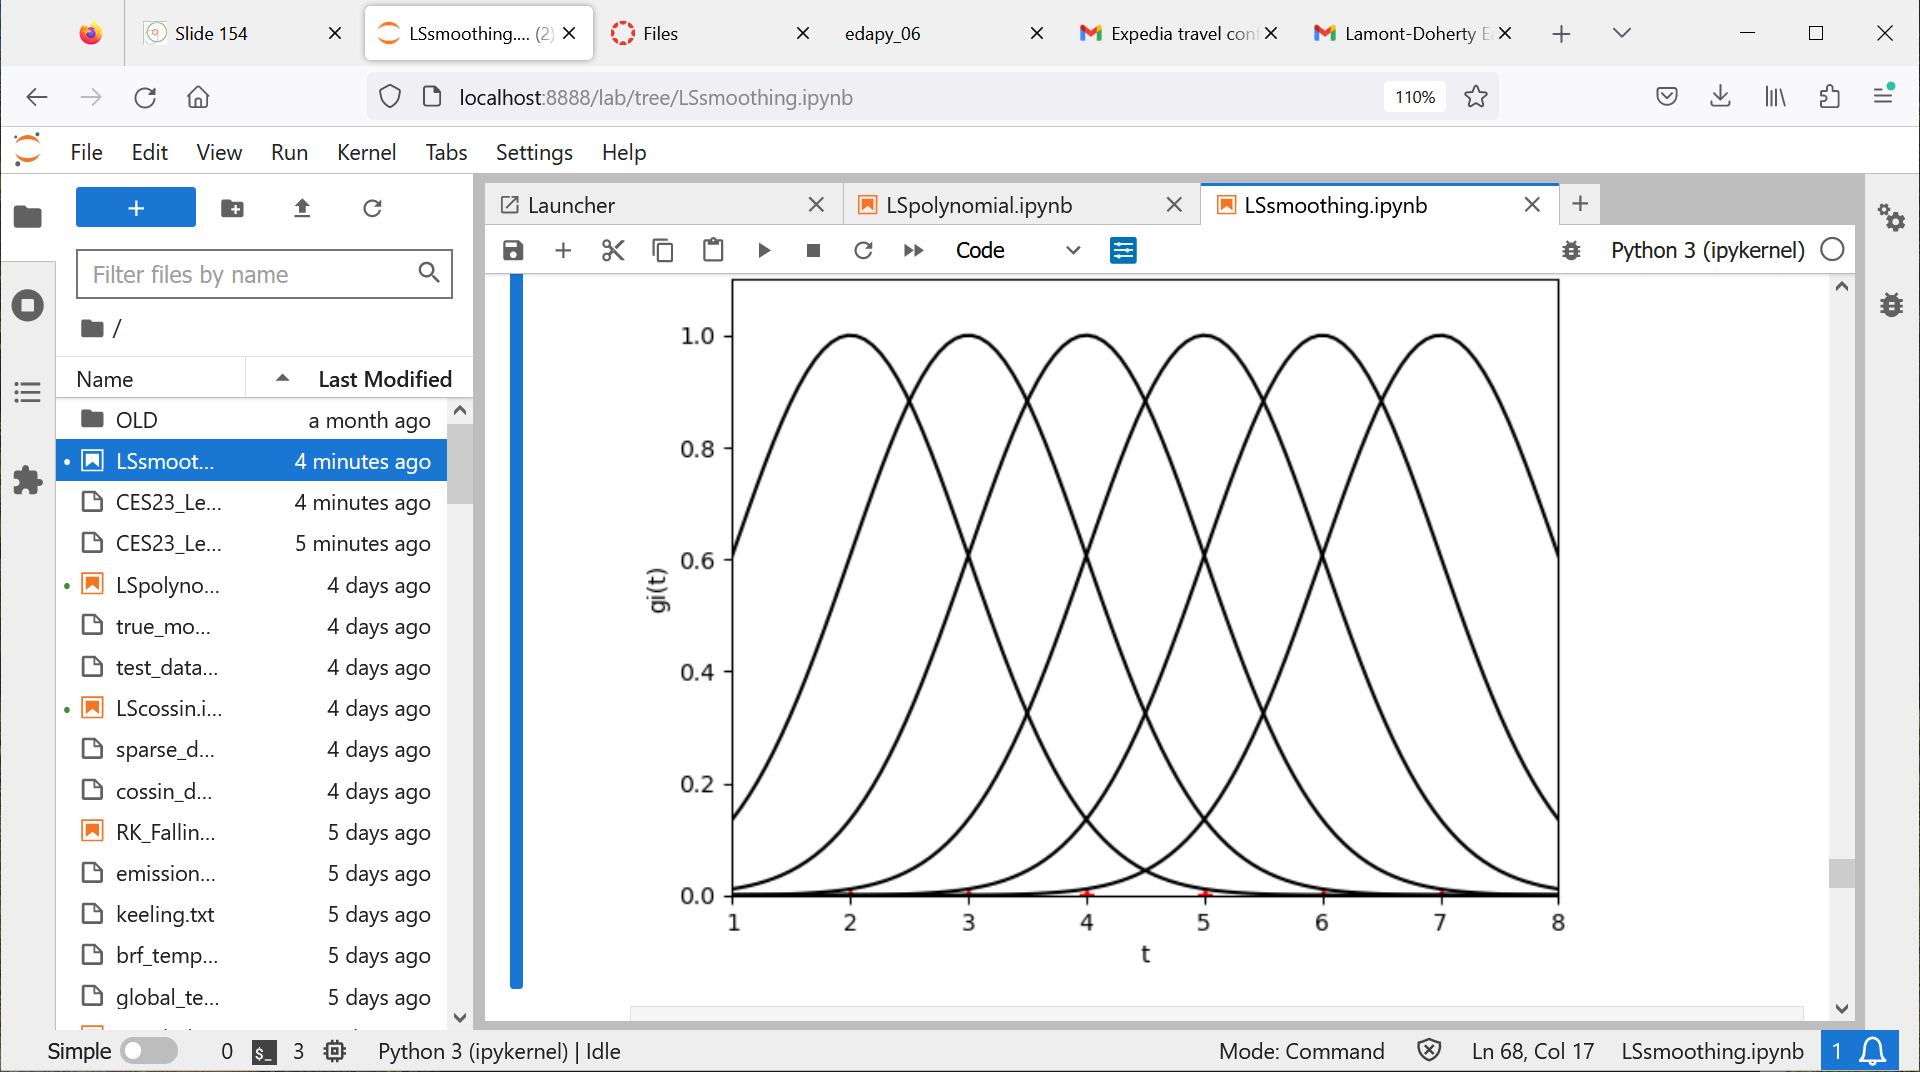 Slide 154
LSsmoothing.... (2)
Files
edapy_06
Expedia travel con
Lamont-Doherty E
localhost:8888/lab/tree/LSsmoothing.ipynb
110%
File Edit View Run Kernel Tabs Settings Help
Launcher
LSpolynomial.ipynb
LSsmoothing.ipynb
Code
Python 3 (ipykernel)
Filter files by name
/
Name Last Modified
OLD a month ago
LSsmoot... 4 minutes ago
CES23_Le... 4 minutes ago
CES23_Le... 5 minutes ago
LSpolyno... 4 days ago
true_mo... 4 days ago
test_data... 4 days ago
LScossin.i... 4 days ago
sparse_d... 4 days ago
cossin_d... 4 days ago
RK_Fallin... 5 days ago
emission... 5 days ago
keeling.txt 5 days ago
brf_temp... 5 days ago
global_te... 5 days ago
1.0
0.8
0.6
0.4
0.2
0.0
gi(t)
1 2 3 4 5 6 7 8
t
Simple 0 $_ 3 Python 3 (ipykernel) | Idle
Mode: Command Ln 68, Col 17 LSsmoothing.ipynb 1